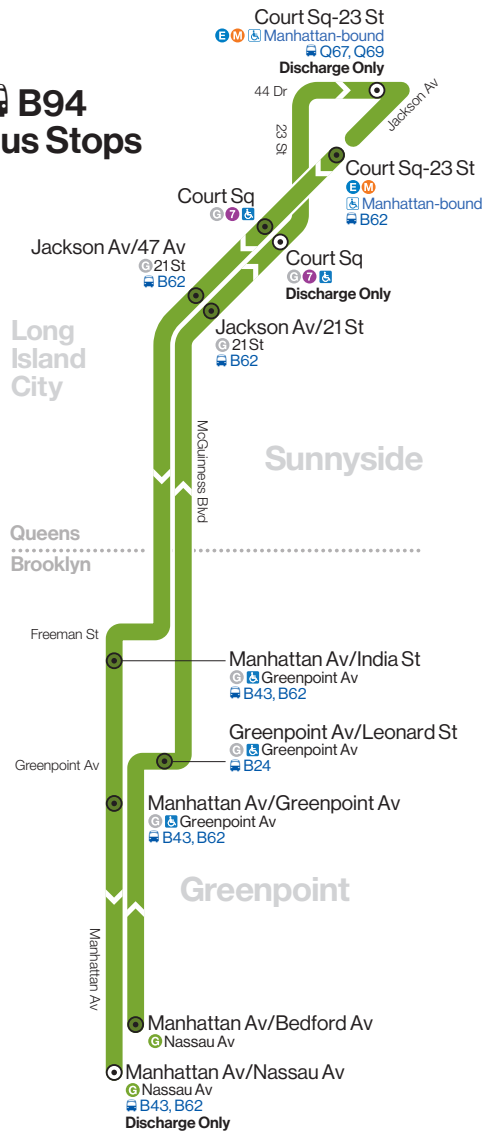 Court Sq-23 St
E M Manhattan-bound
Q67, Q69
Discharge Only
44 Dr
Jackson Av
B94
us Stops
23 St
Court Sq-23 St
E M
Manhattan-bound
B62
Court Sq
G 7
Court Sq
G 7
Discharge Only
Jackson Av/47 Av
G 21 St
B62
Jackson Av/21 St
G 21 St
B62
Long
Island
City
McGuinness Blvd
Sunnyside
Queens
Brooklyn
Freeman St
Manhattan Av/India St
G Greenpoint Av
B43, B62
Greenpoint Av/Leonard St
G Greenpoint Av
B24
Greenpoint Av
Manhattan Av/Greenpoint Av
G Greenpoint Av
B43, B62
Greenpoint
Manhattan Av
Manhattan Av/Bedford Av
G Nassau Av
Manhattan Av/Nassau Av
G Nassau Av
B43, B62
Discharge Only